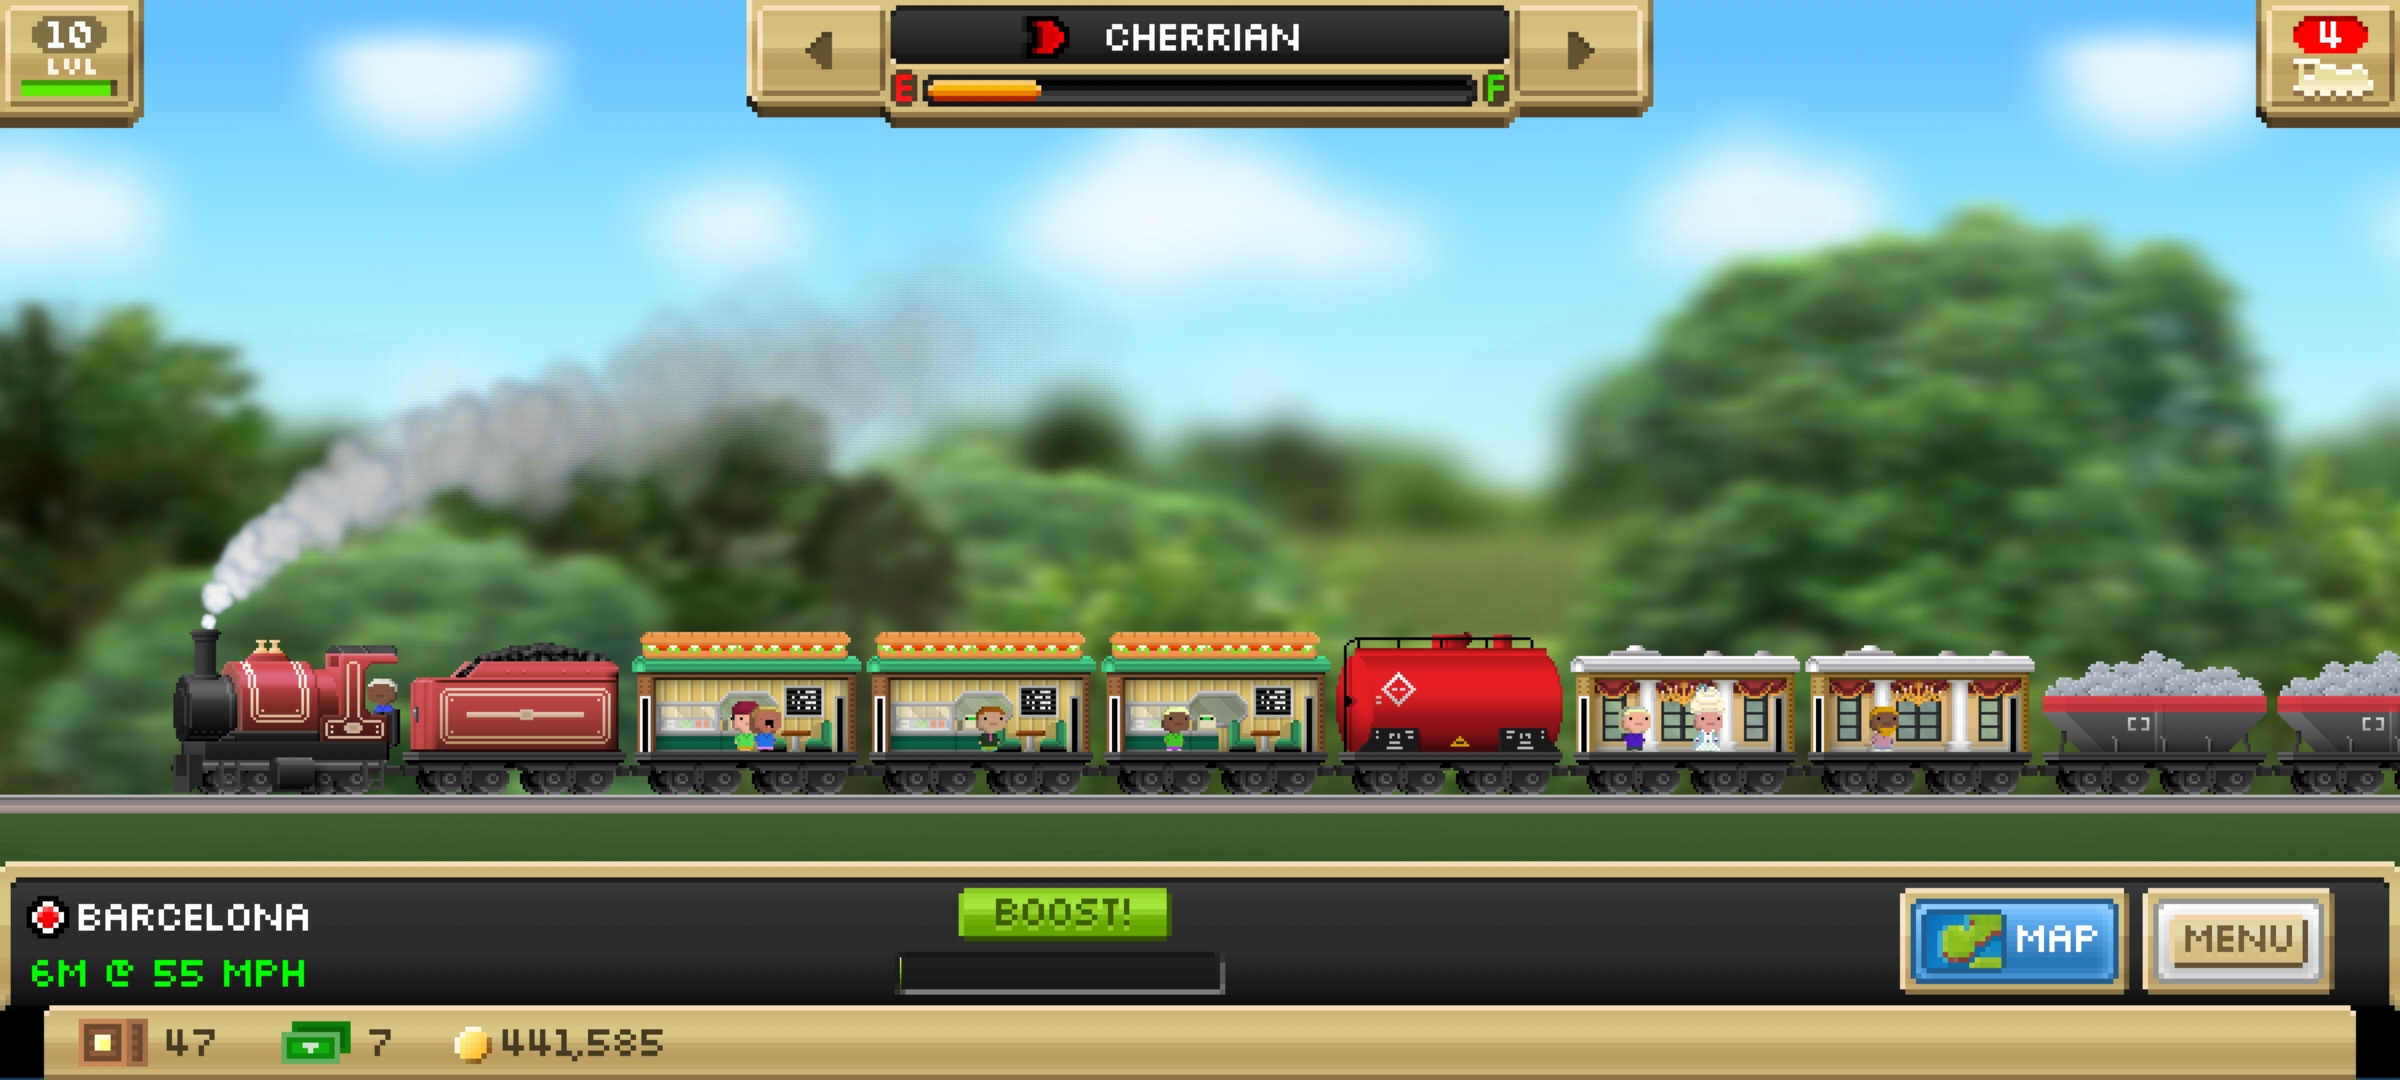 10
LVL
CHERRIAN
E F
4
BARCELONA
6M @ 55 MPH
BOOST!
MAP
MENU
47
7
441,585